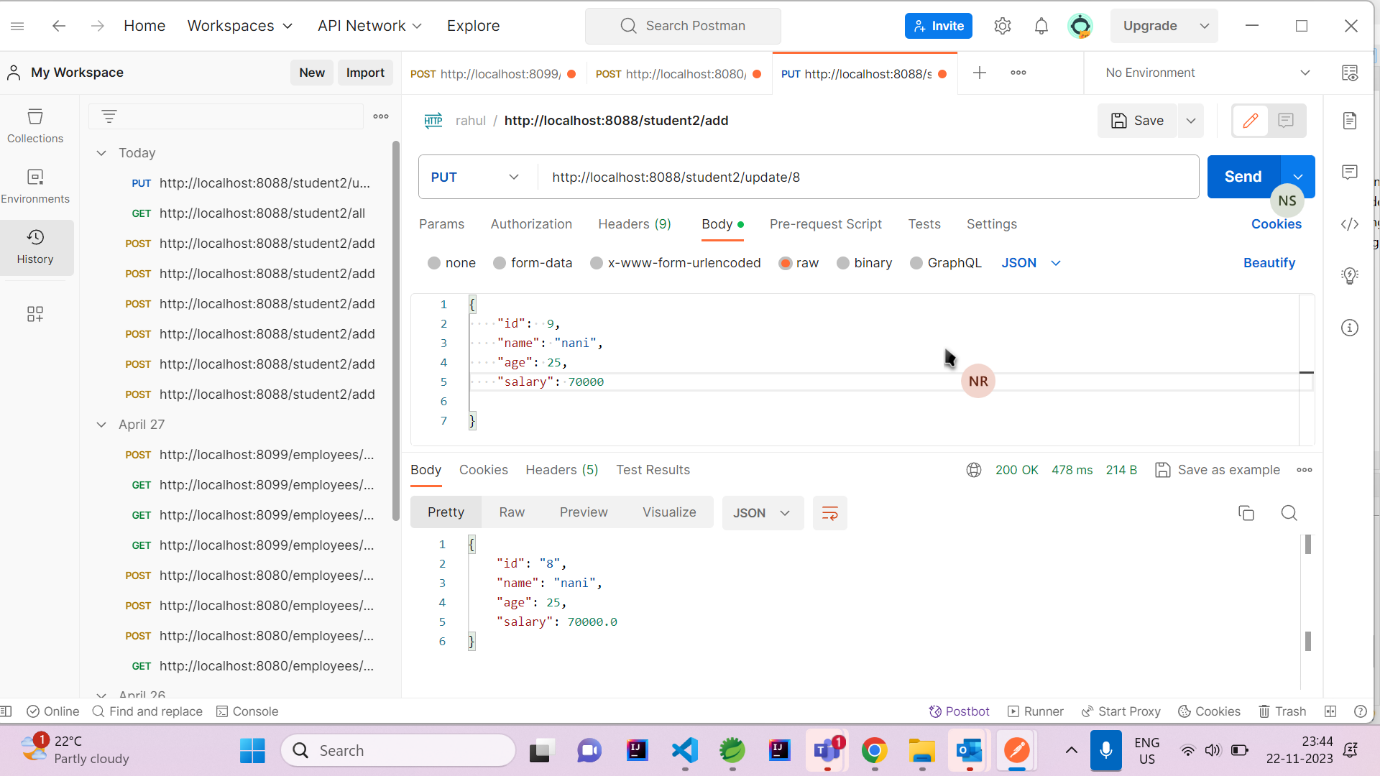 Home Workspaces API Network Explore Search Postman Invite Upgrade
My Workspace New Import POST http://localhost:8099/ POST http://localhost:8080/ PUT http://localhost:8088/s No Environment
HTTP rahul / http://localhost:8088/student2/add Save
Collections
Environments
History
Today
PUT http://localhost:8088/student2/u...
GET http://localhost:8088/student2/all
POST http://localhost:8088/student2/add
POST http://localhost:8088/student2/add
POST http://localhost:8088/student2/add
POST http://localhost:8088/student2/add
POST http://localhost:8088/student2/add
POST http://localhost:8088/student2/add
April 27
POST http://localhost:8099/employees/...
GET http://localhost:8099/employees/...
GET http://localhost:8099/employees/...
GET http://localhost:8099/employees/...
POST http://localhost:8080/employees/...
POST http://localhost:8080/employees/...
POST http://localhost:8080/employees/...
GET http://localhost:8080/employees/...
April 26
PUT http://localhost:8088/student2/update/8 Send
NS
Params Authorization Headers (9) Body Pre-request Script Tests Settings Cookies
none form-data x-www-form-urlencoded raw binary GraphQL JSON Beautify
1 {
2 "id": 9,
3 "name": "nani",
4 "age": 25,
5 "salary": 70000
6
7 }
NR
Body Cookies Headers (5) Test Results 200 OK 478 ms 214 B Save as example
Pretty Raw Preview Visualize JSON
1 {
2 "id": "8",
3 "name": "nani",
4 "age": 25,
5 "salary": 70000.0
6 }
Online Find and replace Console Postbot Runner Start Proxy Cookies Trash
1 22°C
Partly cloudy
Search
1
ENG
US
23:44
22-11-2023